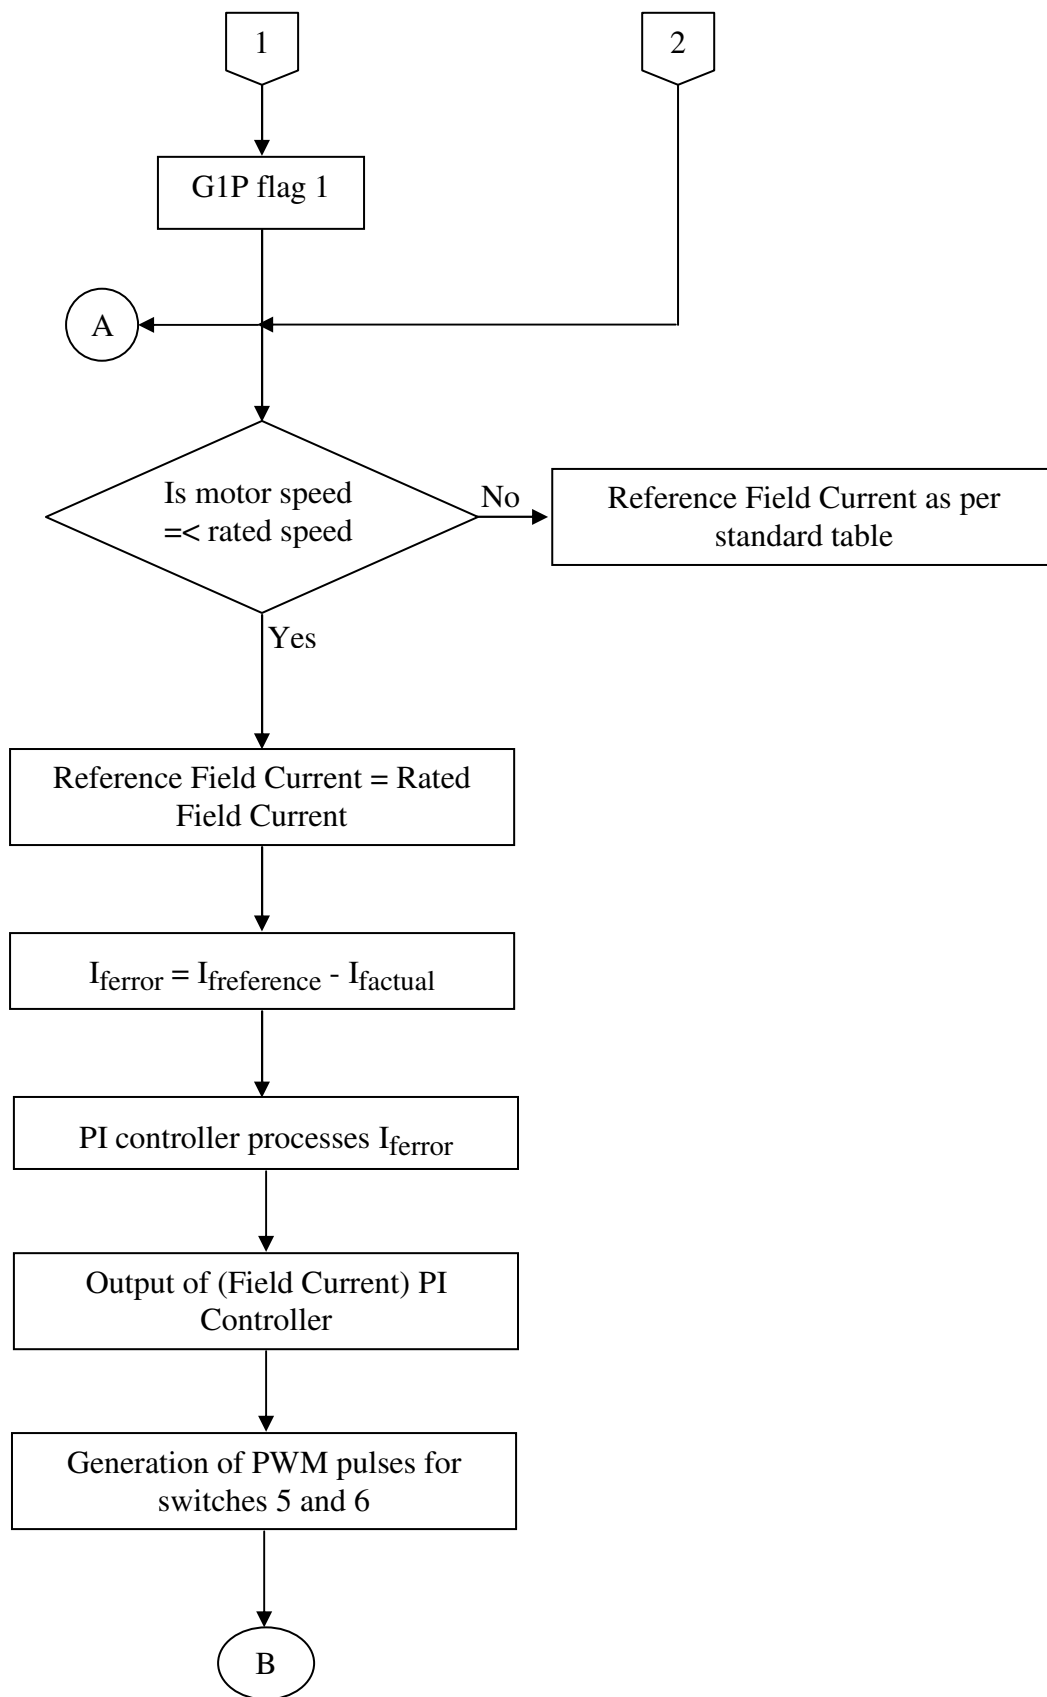 1
2
G1P flag 1
A
Is motor speed
=< rated speed
No
Reference Field Current as per
standard table
Yes
Reference Field Current = Rated
Field Current
Iferror = Ifreference - Ifactual
PI controller processes Iferror
Output of (Field Current) PI
Controller
Generation of PWM pulses for
switches 5 and 6
B